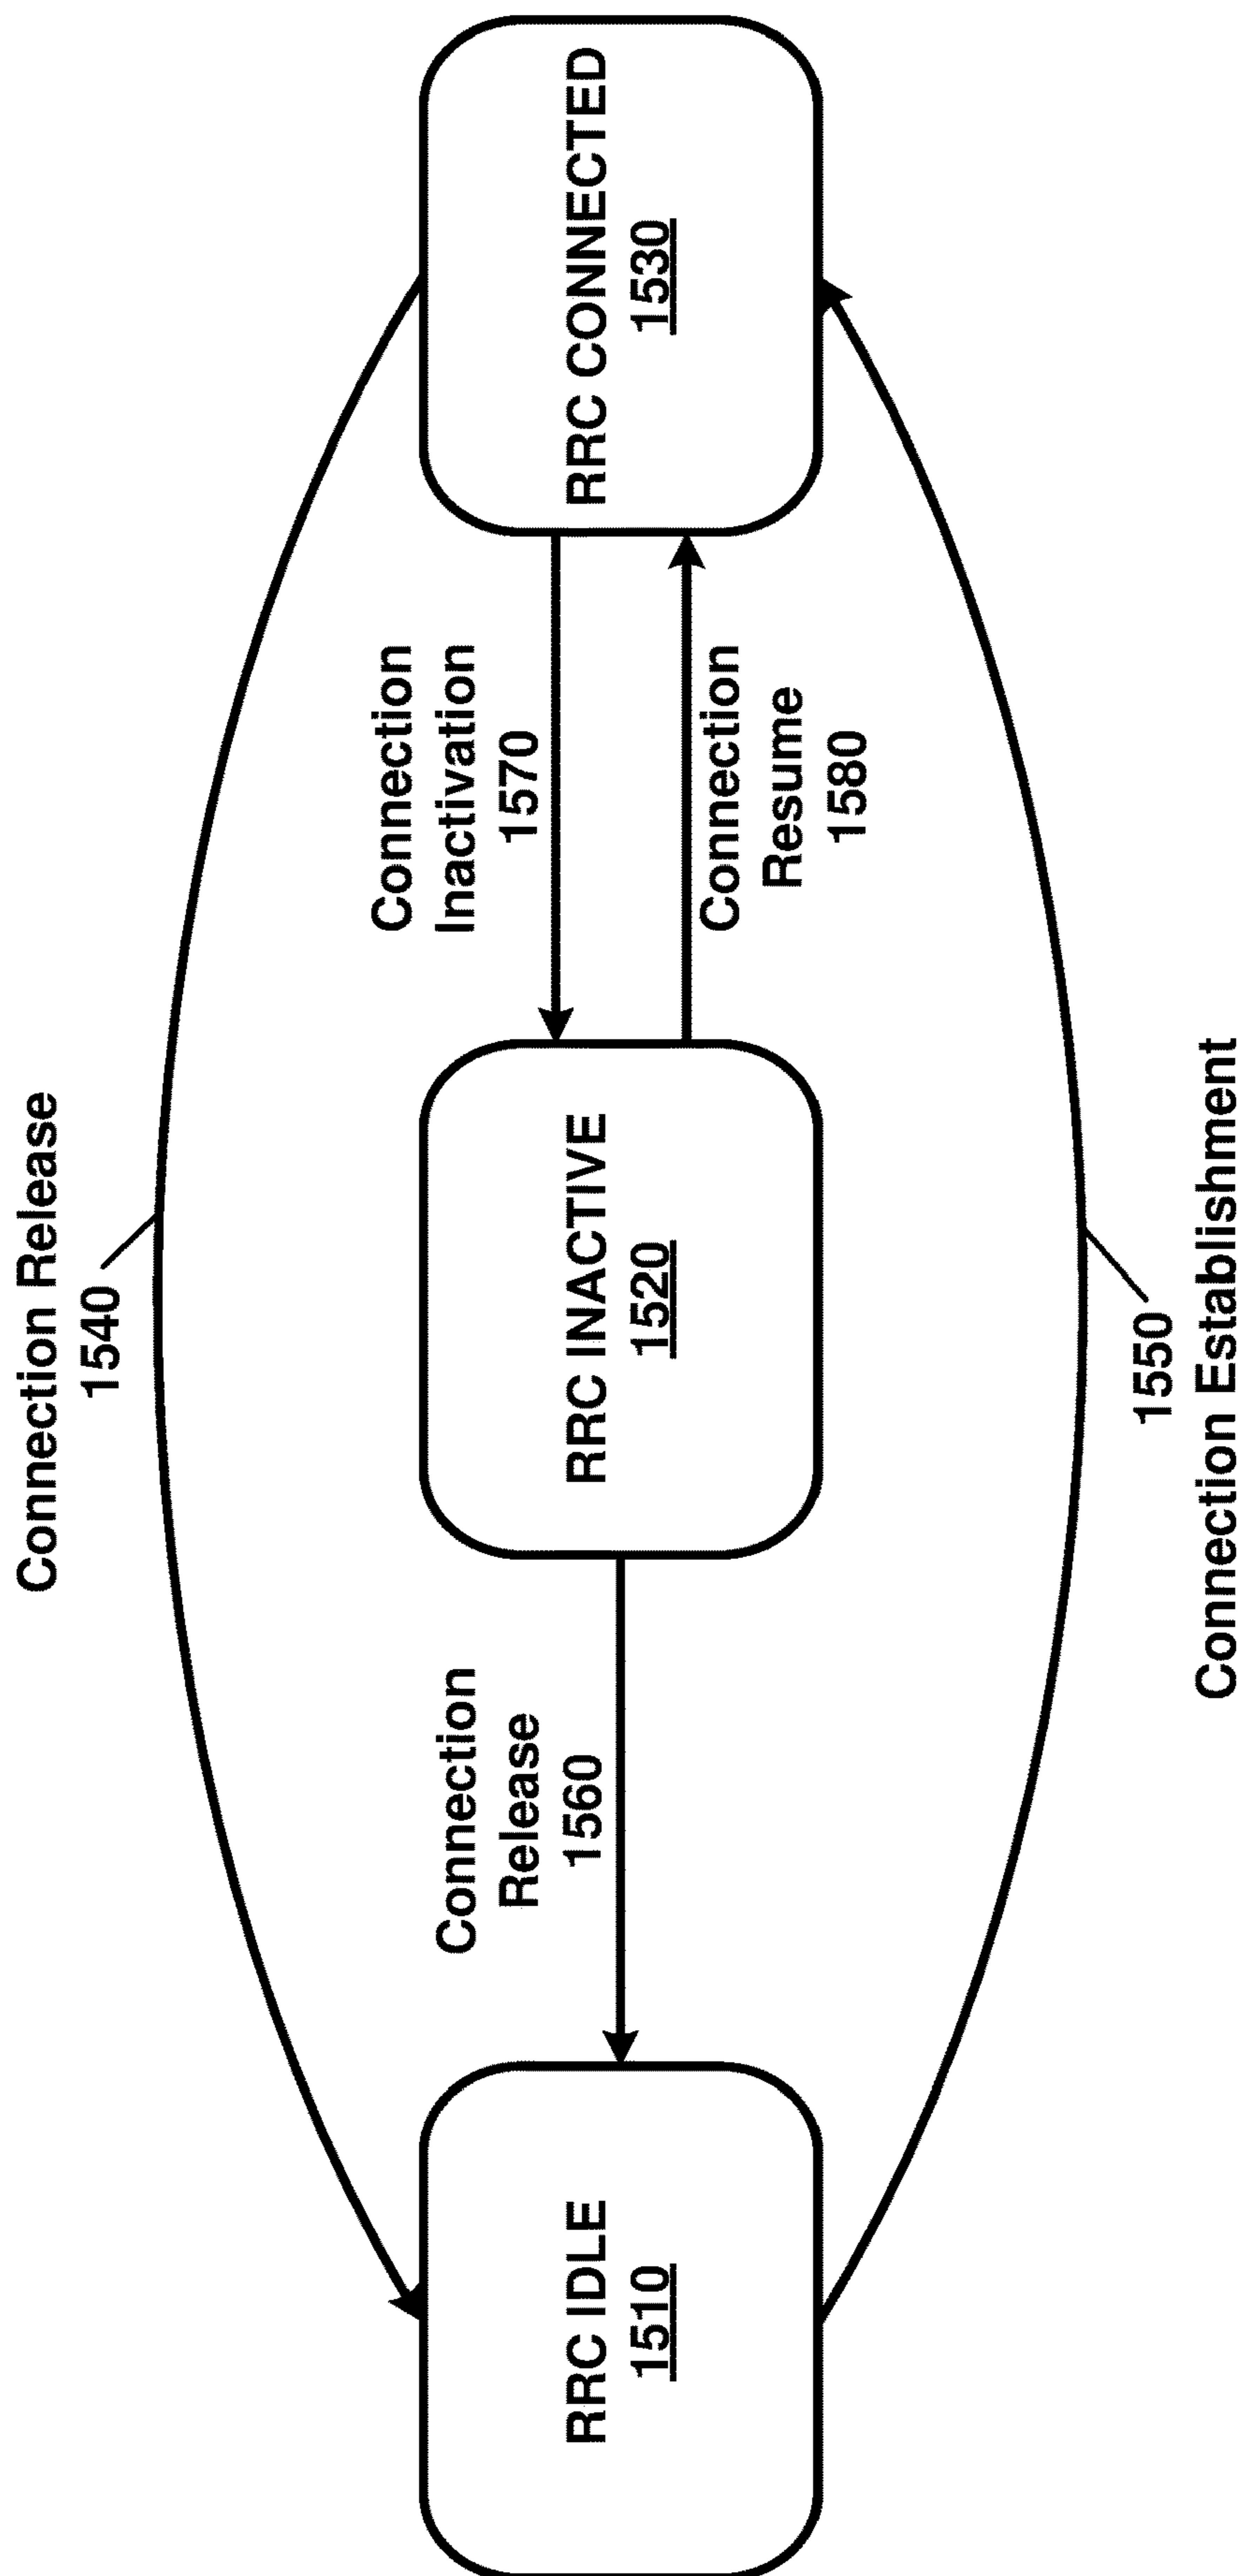 Connection Release
1540
RRC IDLE
1510
Connection
Release
1560
RRC INACTIVE
1520
Connection
Inactivation
1570
Connection
Resume
1580
RRC CONNECTED
1530
1550
Connection Establishment